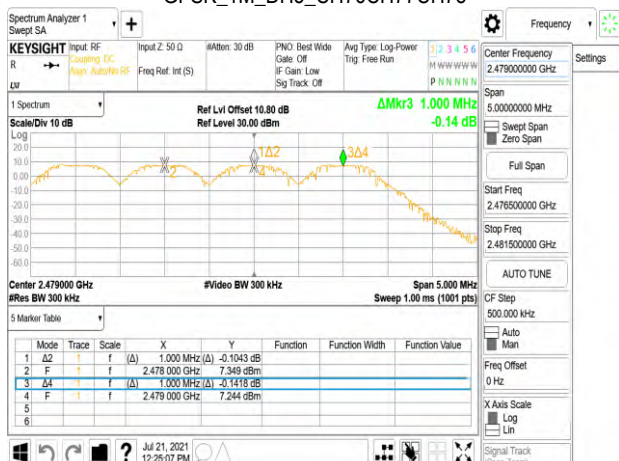 Spectrum Analyzer 1
Swept SA
+
Frequency
KEYSIGHT
Input: RF
Coupling: DC
Align: Auto/No RF
Input Z: 50 Ω
Freq Ref: Int (S)
#Atten: 30 dB
PNO: Best Wide
Gate: Off
IF Gain: Low
Sig Track: Off
Avg Type: Log-Power
Trig: Free Run
1 2 3 4 5 6
M W W W W W
P N N N N N
R
LXI
Settings
Center Frequency
2.479000000 GHz
Span
5.00000000 MHz
Swept Span
Zero Span
Full Span
Start Freq
2.476500000 GHz
Stop Freq
2.481500000 GHz
AUTO TUNE
CF Step
500.000 kHz
Auto
Man
Freq Offset
0 Hz
X Axis Scale
Log
Lin
Signal Track
1 Spectrum
Scale/Div 10 dB
Ref Lvl Offset 10.80 dB
Ref Level 30.00 dBm
ΔMkr3 1.000 MHz
-0.14 dB
Log
20.0
10.0
0.00
-10.0
-20.0
-30.0
-40.0
-50.0
-60.0
2
1Δ2
4
3Δ4
Center 2.479000 GHz
#Res BW 300 kHz
#Video BW 300 kHz
Span 5.000 MHz
Sweep 1.00 ms (1001 pts)
5 Marker Table
Mode Trace Scale X Y Function Function Width Function Value
1 Δ2 1 f (Δ) 1.000 MHz (Δ) -0.1043 dB
2 F 1 f 2.478 000 GHz 7.349 dBm
3 Δ4 1 f (Δ) 1.000 MHz (Δ) -0.1418 dB
4 F 1 f 2.479 000 GHz 7.244 dBm
5
6
?
Jul 21, 2021
12:25:07 PM